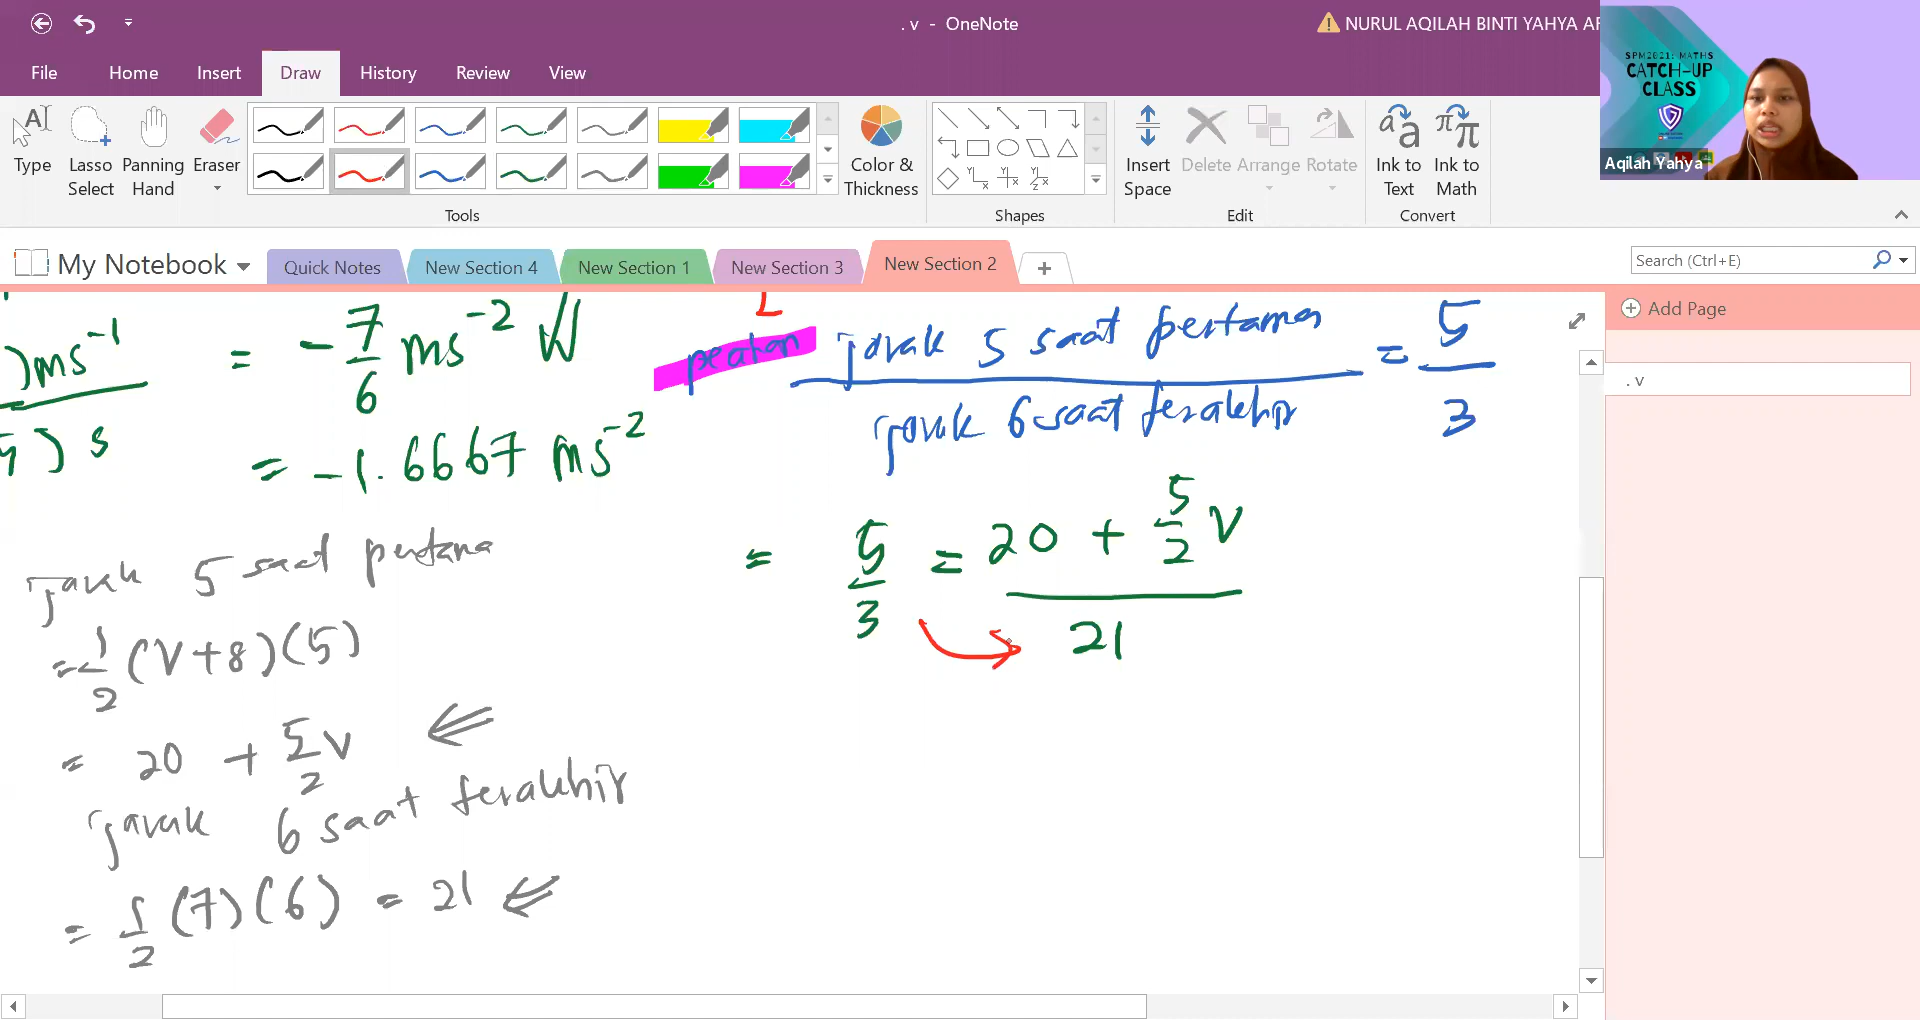 . v - OneNote
NURUL AQILAH BINTI YAHYA
SPM2021: MATHS
CATCH-UP
CLASS
Aqilah Yahya
File Home Insert Draw History Review View
Type
Lasso Select
Panning Hand
Eraser
Color & Thickness
Insert Space
Delete
Arrange
Rotate
Ink to Text
Ink to Math
Tools
Shapes
Edit
Convert
My Notebook
Quick Notes
New Section 4
New Section 1
New Section 3
New Section 2
Search (Ctrl+E)
Add Page
. v
)ms⁻¹
) s
= -7/6 ms⁻²
= -1.6667 ms⁻²
jarak 5 saat pertama / jarak 6 saat terakhir = 5/3
= 5/3 = (20 + 5/2 V) / 21
jarak 5 saat pertama
= 1/2 (V+8)(5)
= 20 + 5/2 V
jarak 6 saat terakhir
= 1/2 (7)(6) = 21